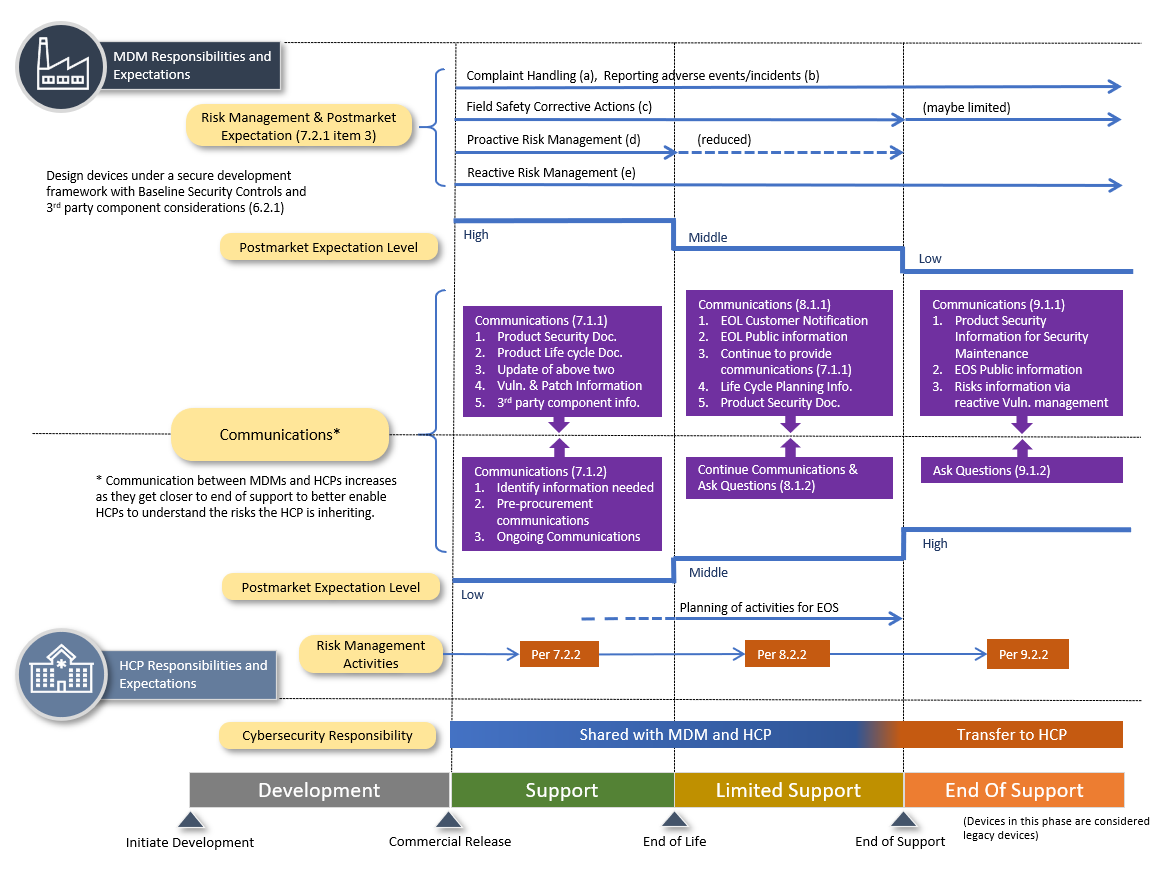 MDM Responsibilities and
Expectations
Complaint Handling (a),  Reporting adverse events/incidents (b)
Risk Management & Postmarket
Expectation (7.2.1 item 3)
Field Safety Corrective Actions (c)
(maybe limited)
Proactive Risk Management (d)
(reduced)
Reactive Risk Management (e)
Design devices under a secure development
framework with Baseline Security Controls and
3rd party component considerations (6.2.1)
Postmarket Expectation Level
High
Middle
Low
Communications (7.1.1)
1. Product Security Doc.
2. Product Life cycle Doc.
3. Update of above two
4. Vuln. & Patch Information
5. 3rd party component info.
Communications (8.1.1)
1. EOL Customer Notification
2. EOL Public information
3. Continue to provide
communications (7.1.1)
4. Life Cycle Planning Info.
5. Product Security Doc.
Communications (9.1.1)
1. Product Security
Information for Security
Maintenance
2. EOS Public information
3. Risks information via
reactive Vuln. management
Communications*
* Communication between MDMs and HCPs increases
as they get closer to end of support to better enable
HCPs to understand the risks the HCP is inheriting.
Communications (7.1.2)
1. Identify information needed
2. Pre-procurement
communications
3. Ongoing Communications
Continue Communications &
Ask Questions (8.1.2)
Ask Questions (9.1.2)
Postmarket Expectation Level
Low
Middle
High
Planning of activities for EOS
Risk Management
Activities
Per 7.2.2
Per 8.2.2
Per 9.2.2
HCP Responsibilities and
Expectations
Cybersecurity Responsibility
Shared with MDM and HCP
Transfer to HCP
Development
Support
Limited Support
End Of Support
Initiate Development
Commercial Release
End of Life
End of Support
(Devices in this phase are considered
legacy devices)